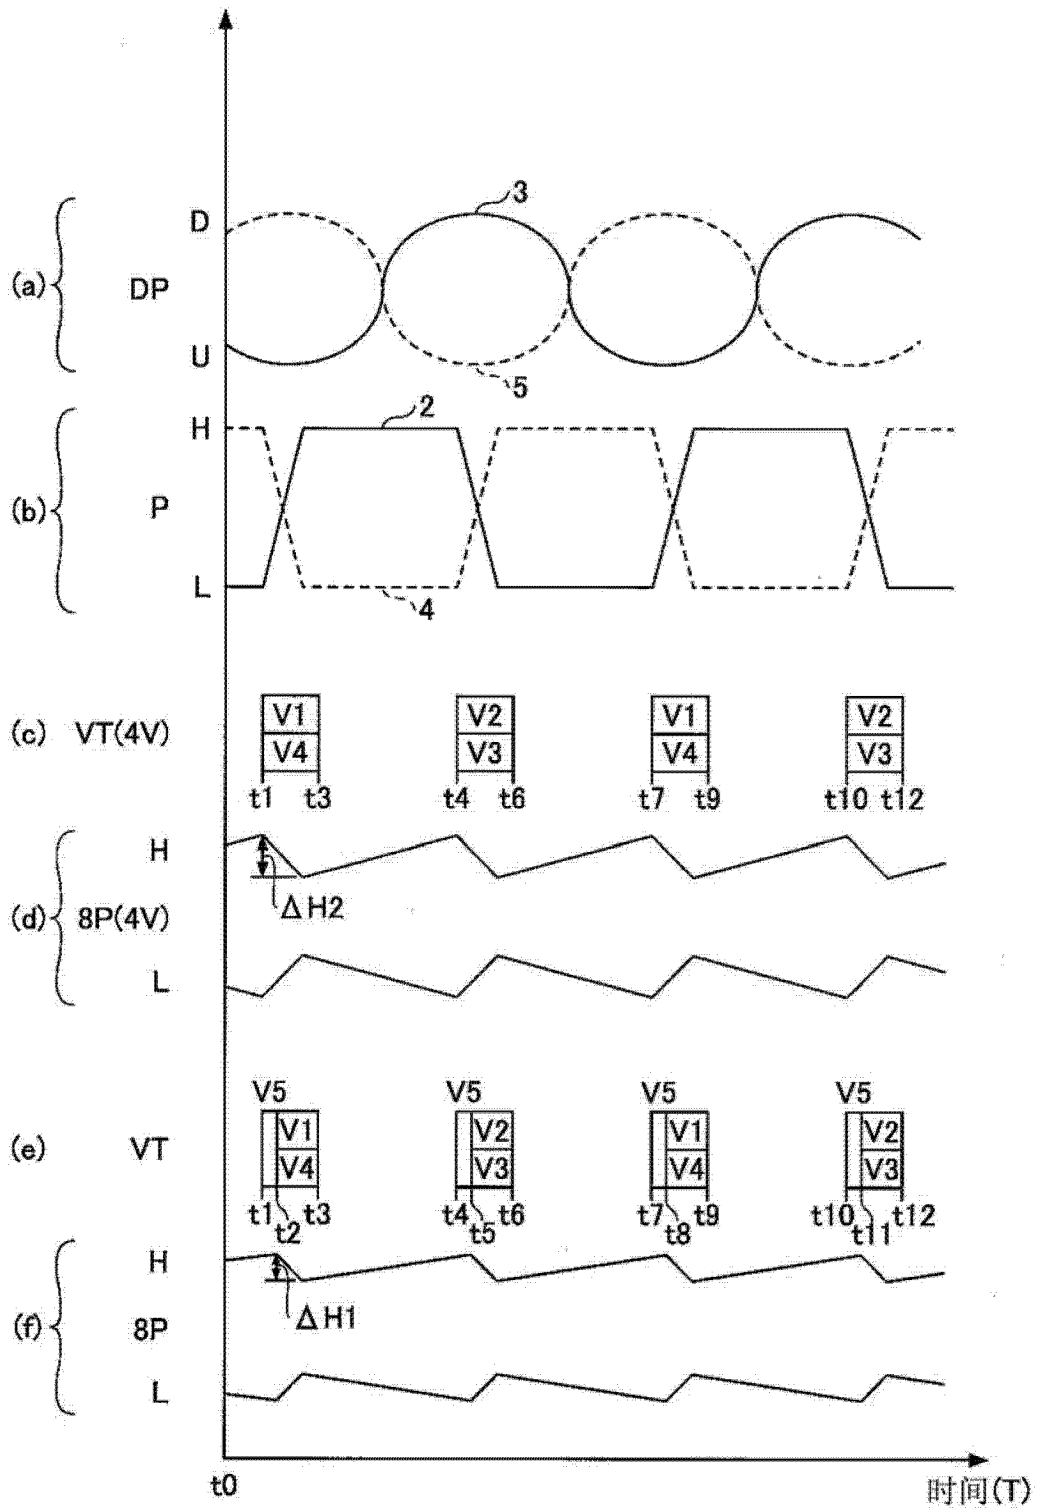 D
3
(a)
DP
U
5
H
2
(b)
P
L
4
(c) VT(4V)
V1 V2 V1 V2
V4 V3 V4 V3
t1 t3 t4 t6 t7 t9 t10 t12
H
ΔH2
(d) 8P(4V)
L
V5 V5 V5 V5
(e) VT
V1 V2 V1 V2
V4 V3 V4 V3
t1 t3 t4 t6 t7 t9 t10 t12
t2 t5 t8 t11
H
ΔH1
(f) 8P
L
t0
时间(T)